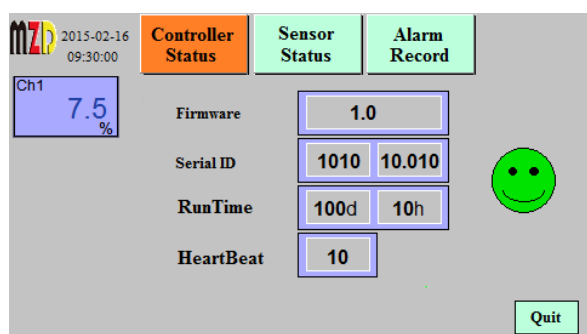 MZD 2015-02-16
09:30:00
Controller
Status
Sensor
Status
Alarm
Record
Ch1
7.5
%
Firmware 1.0
Serial ID 1010 10.010
RunTime 100d 10h
HeartBeat 10
Quit